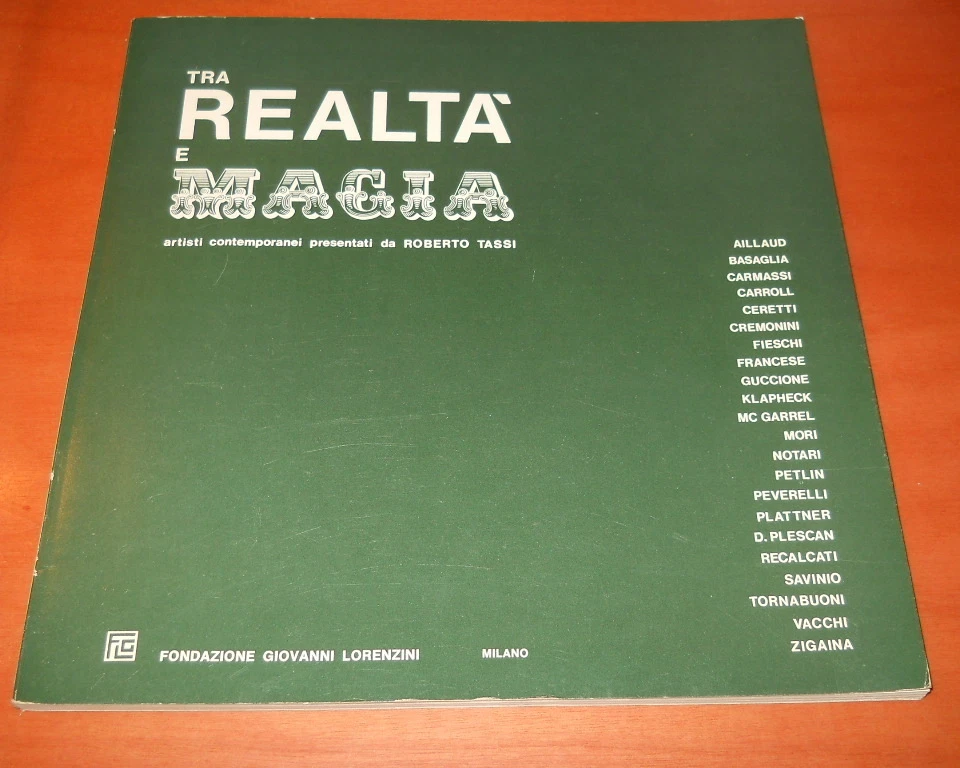 TRA
REALTÀ
E
MAGIA
artisti contemporanei presentati da ROBERTO TASSI
AILLAUD
BASAGLIA
CARMASSI
CARROLL
CERETTI
CREMONINI
FIESCHI
FRANCESE
GUCCIONE
KLAPHECK
MC GARREL
MORI
NOTARI
PETLIN
PEVERELLI
PLATTNER
D. PLESCAN
RECALCATI
SAVINIO
TORNABUONI
VACCHI
ZIGAINA
FLG FONDAZIONE GIOVANNI LORENZINI MILANO